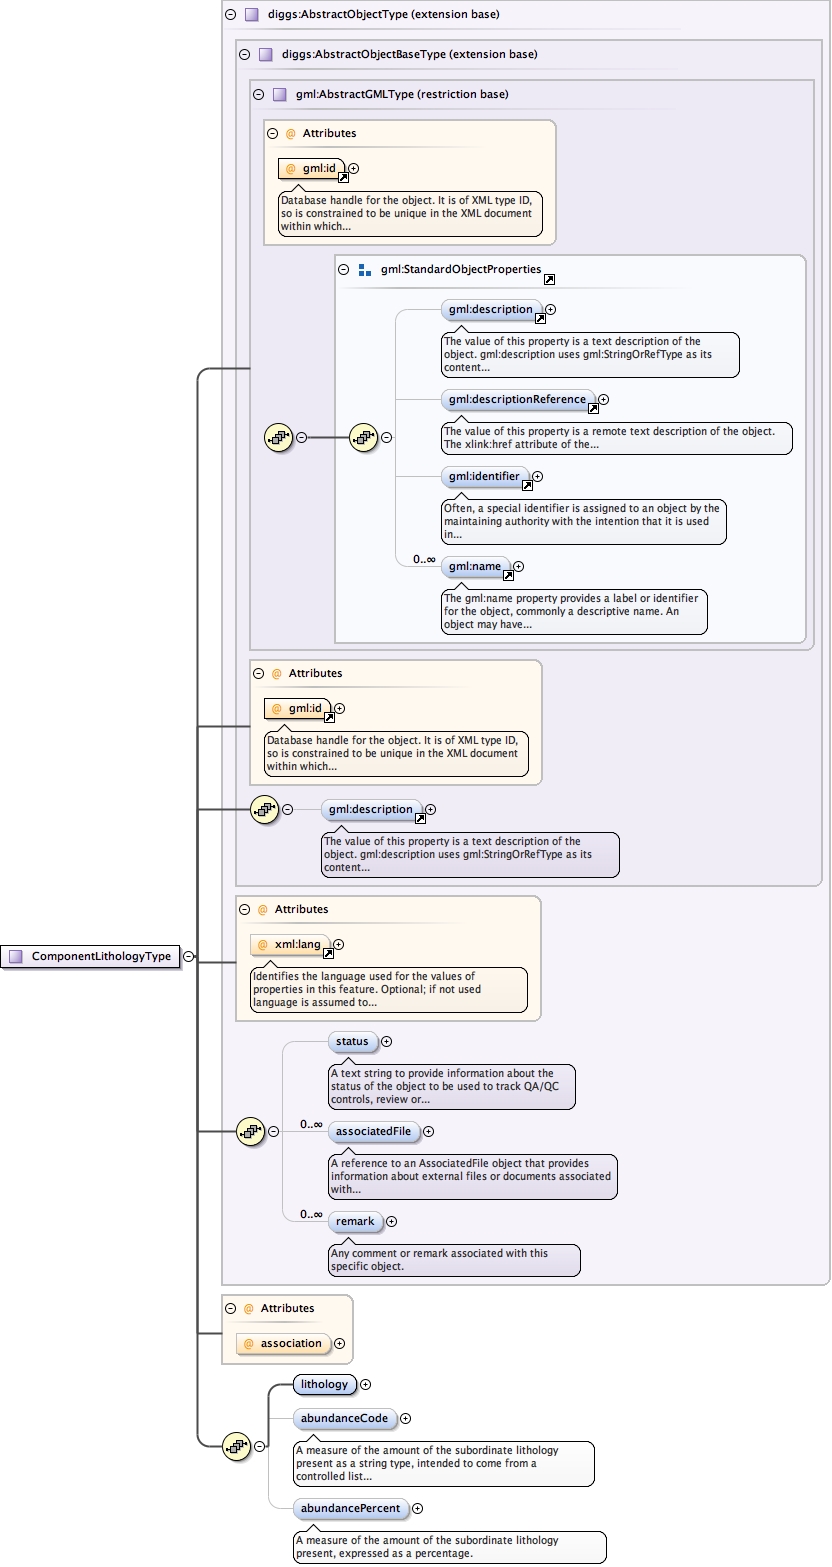 diggs:AbstractObjectType (extension base)
diggs:AbstractObjectBaseType (extension base)
gml:AbstractGMLType (restriction base)
@ Attributes
@ gml:id
Database handle for the object. It is of XML type ID,
so is constrained to be unique in the XML document
within which...
gml:StandardObjectProperties
gml:description
The value of this property is a text description of the
object. gml:description uses gml:StringOrRefType as its
content...
gml:descriptionReference
The value of this property is a remote text description of the object.
The xlink:href attribute of the...
gml:identifier
Often, a special identifier is assigned to an object by the
maintaining authority with the intention that it is used
in...
0..∞
gml:name
The gml:name property provides a label or identifier
for the object, commonly a descriptive name. An
object may have...
@ Attributes
@ gml:id
Database handle for the object. It is of XML type ID,
so is constrained to be unique in the XML document
within which...
gml:description
The value of this property is a text description of the
object. gml:description uses gml:StringOrRefType as its
content...
@ Attributes
@ xml:lang
ComponentLithologyType
Identifies the language used for the values of
properties in this feature. Optional; if not used
language is assumed to...
status
A text string to provide information about the
status of the object to be used to track QA/QC
controls, review or...
0..∞
associatedFile
A reference to an AssociatedFile object that provides
information about external files or documents associated
with...
0..∞
remark
Any comment or remark associated with this
specific object.
@ Attributes
@ association
lithology
abundanceCode
A measure of the amount of the subordinate lithology
present as a string type, intended to come from a
controlled list...
abundancePercent
A measure of the amount of the subordinate lithology
present, expressed as a percentage.